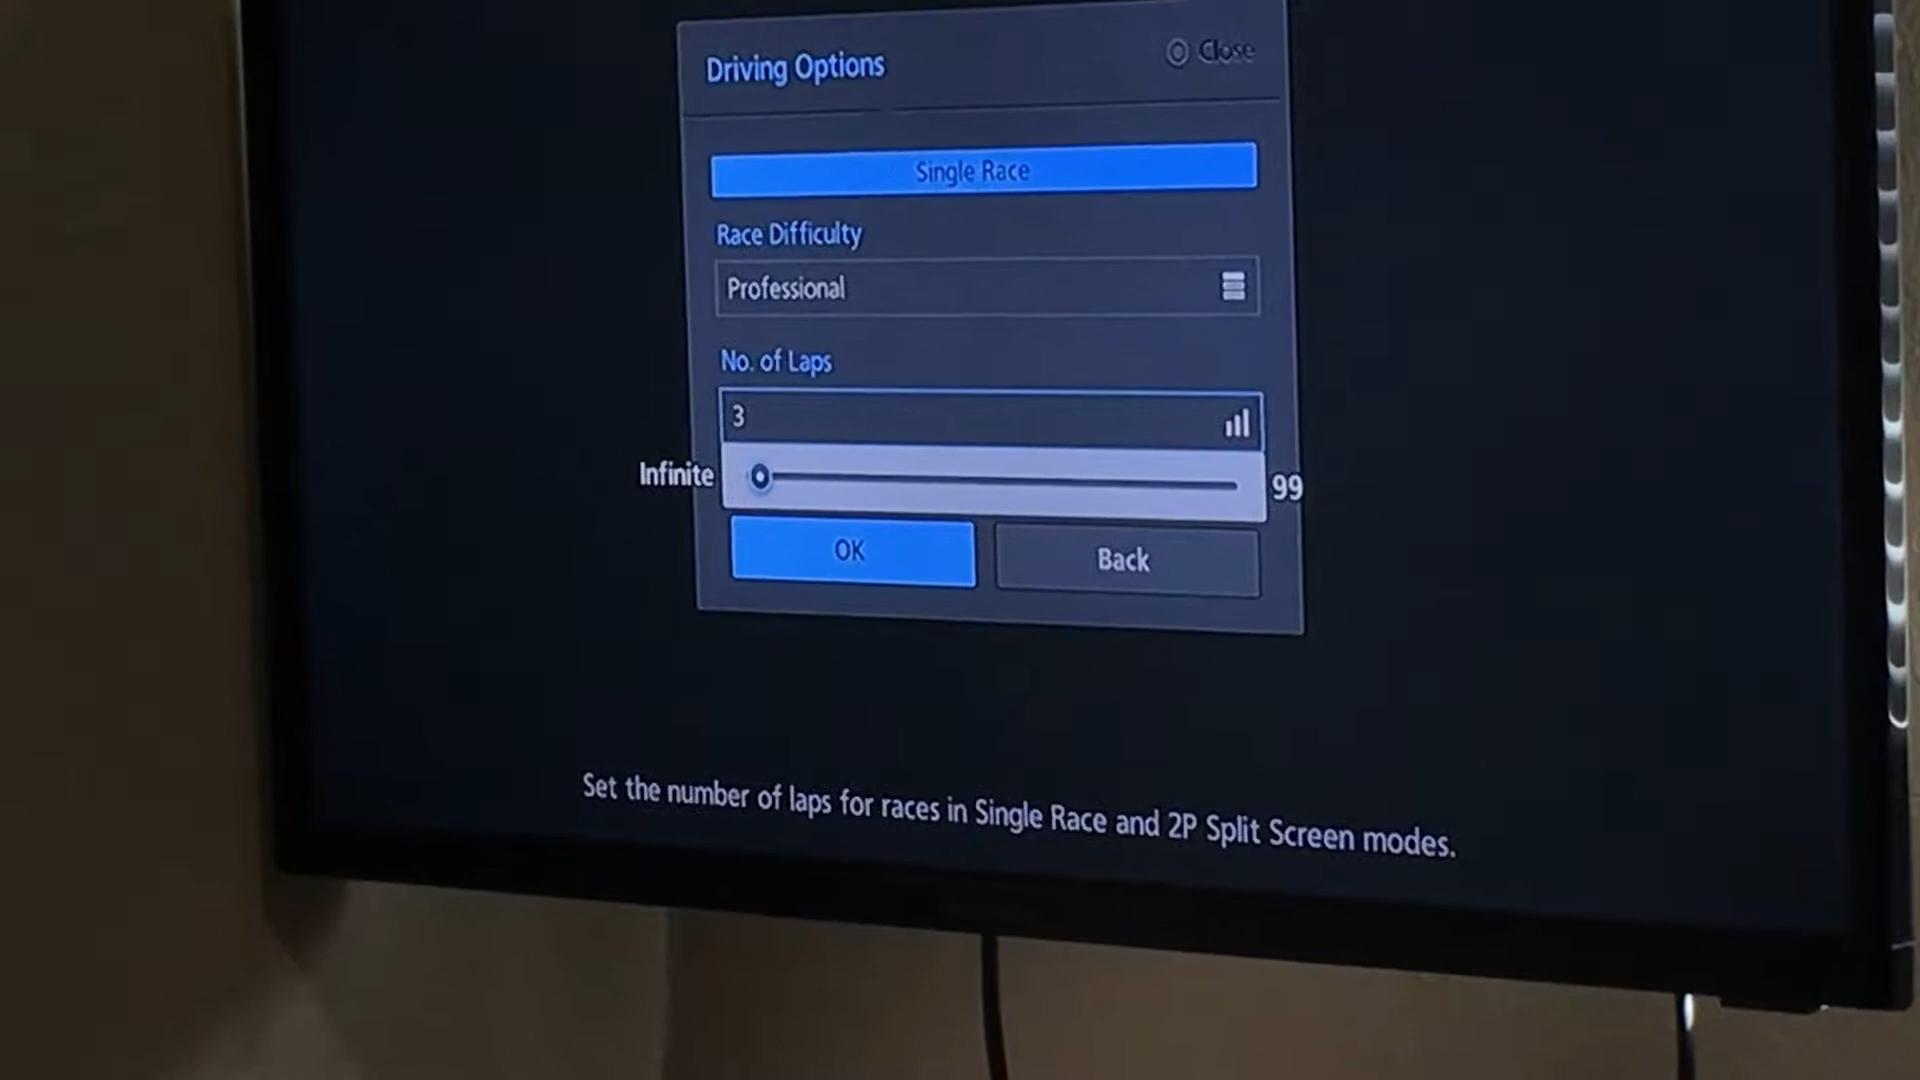 Driving Options
Close
Single Race
Race Difficulty
Professional
No. of Laps
3
Infinite
99
OK
Back
Set the number of laps for races in Single Race and 2P Split Screen modes.